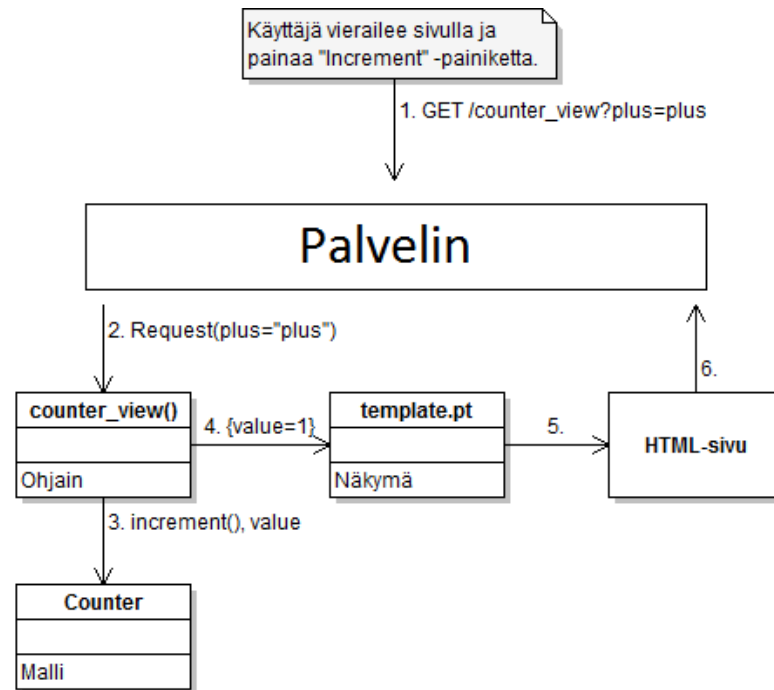 Käyttäjä vierailee sivulla ja
painaa "Increment" -painiketta.
1. GET /counter_view?plus=plus
Palvelin
2. Request(plus="plus")
6.
counter_view()
4. {value=1}
template.pt
5.
HTML-sivu
Ohjain
Näkymä
3. increment(), value
Counter
Malli